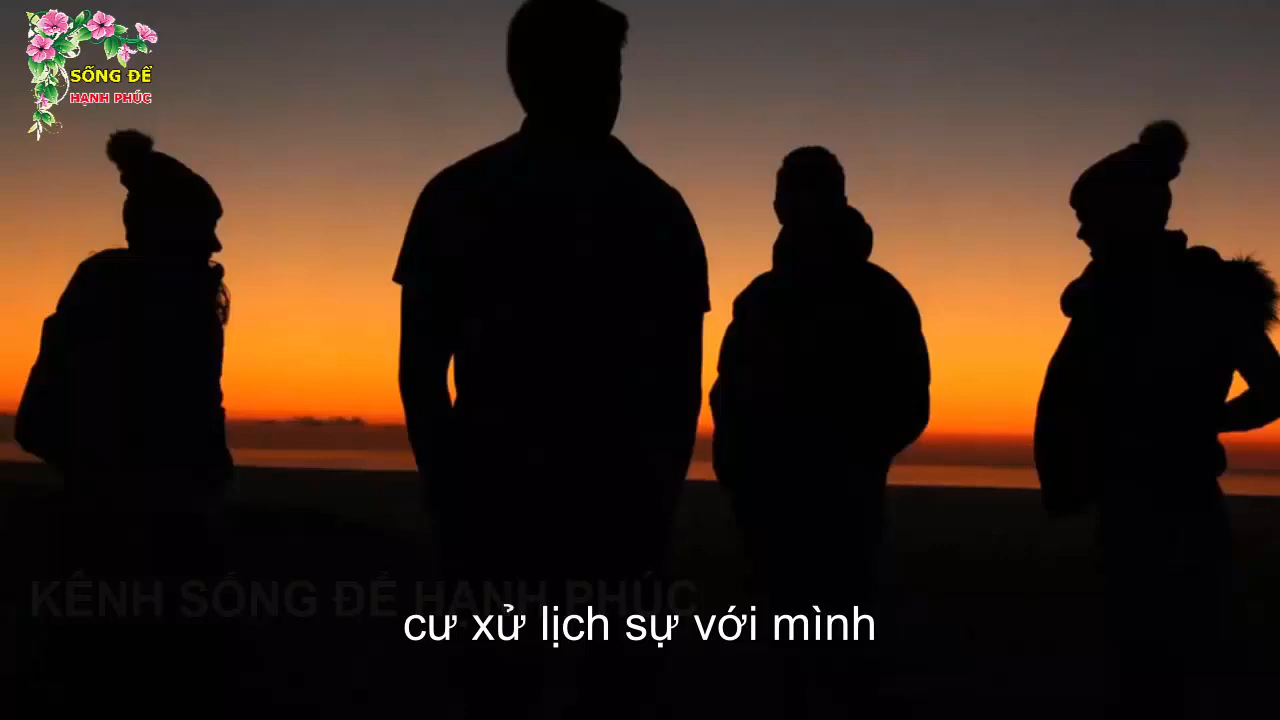 SỐNG ĐỂ
HẠNH PHÚC
KÊNH SỐNG ĐỂ HẠNH PHÚC
cư xử lịch sự với mình